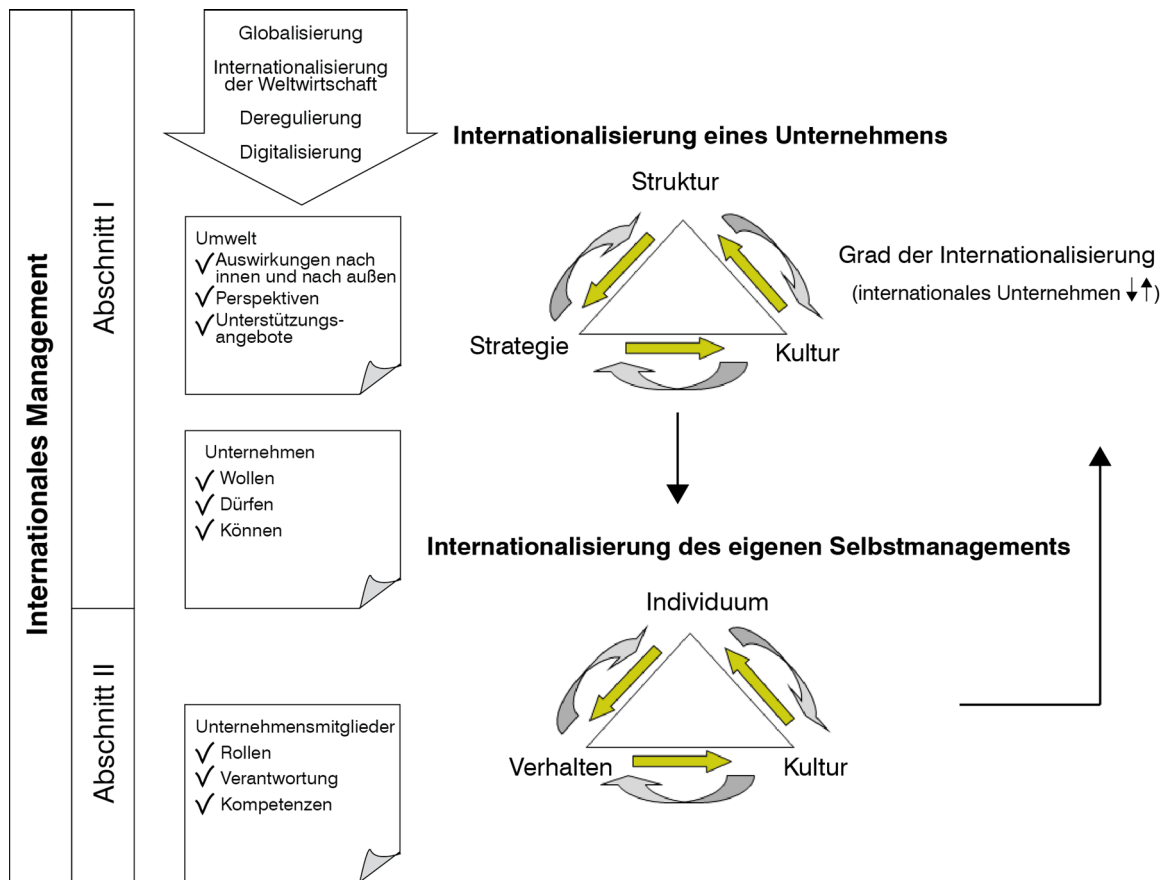 Internationales Management
Abschnitt I
Abschnitt II
Globalisierung
Internationalisierung
der Weltwirtschaft
Deregulierung
Digitalisierung
Umwelt
Auswirkungen nach
innen und nach außen
Perspektiven
Unterstützungs-
angebote
Unternehmen
Wollen
Dürfen
Können
Unternehmensmitglieder
Rollen
Verantwortung
Kompetenzen
Internationalisierung eines Unternehmens
Struktur
Strategie
Kultur
Grad der Internationalisierung
(internationales Unternehmen ↓↑)
Internationalisierung des eigenen Selbstmanagements
Individuum
Verhalten
Kultur